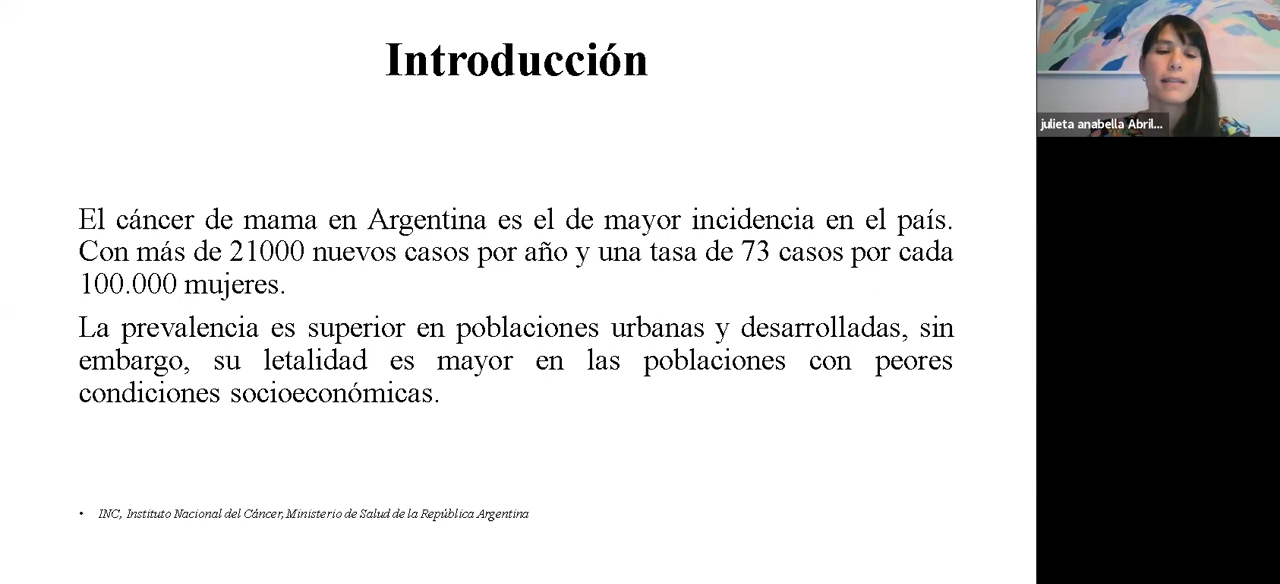 Introducción
El cáncer de mama en Argentina es el de mayor incidencia en el país.
Con más de 21000 nuevos casos por año y una tasa de 73 casos por cada
100.000 mujeres.
La prevalencia es superior en poblaciones urbanas y desarrolladas, sin
embargo, su letalidad es mayor en las poblaciones con peores
condiciones socioeconómicas.
• INC, Instituto Nacional del Cáncer, Ministerio de Salud de la República Argentina
julieta anabella Abril...